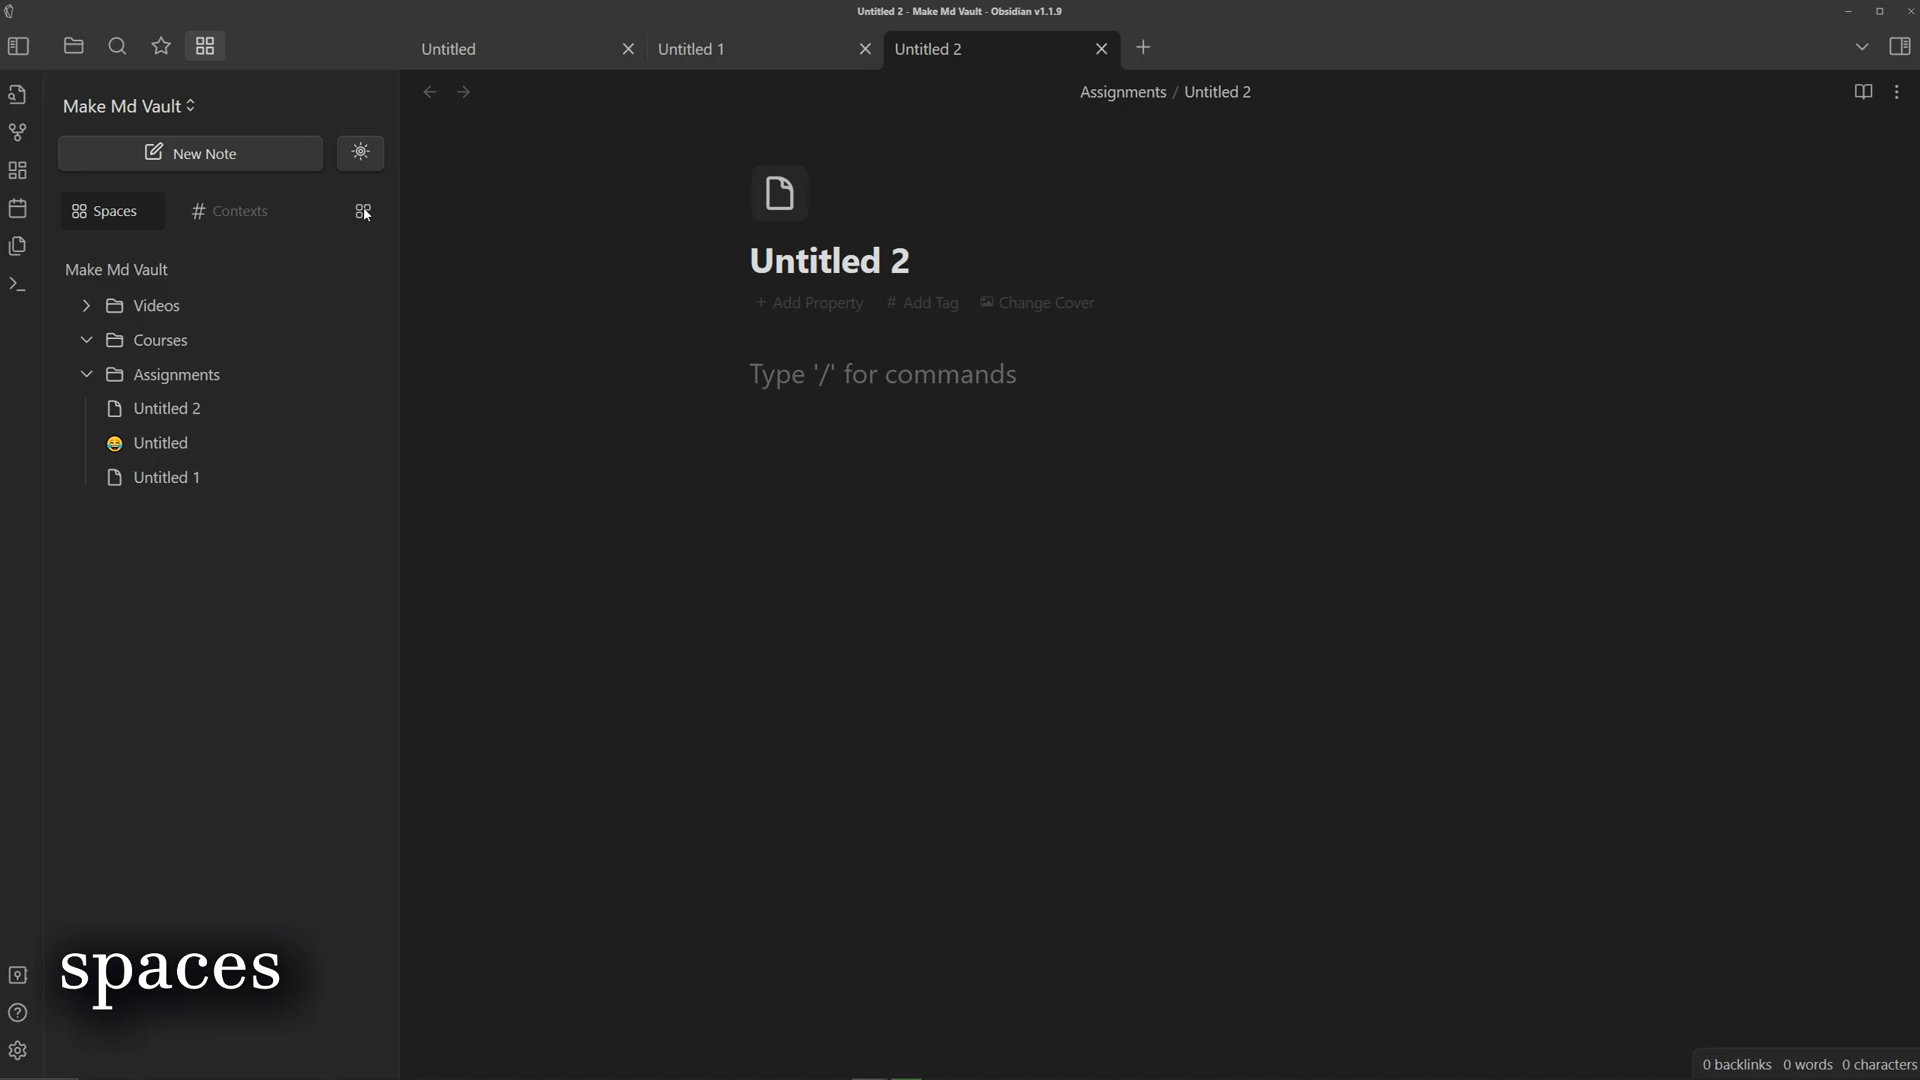 Untitled 2 - Make Md Vault - Obsidian v1.1.9
Untitled
Untitled 1
Untitled 2
Make Md Vault
Assignments / Untitled 2
New Note
Spaces
# Contexts
Make Md Vault
Videos
Courses
Assignments
Untitled 2
Untitled
Untitled 1
Untitled 2
+ Add Property # Add Tag Change Cover
Type '/' for commands
spaces
0 backlinks 0 words 0 characters